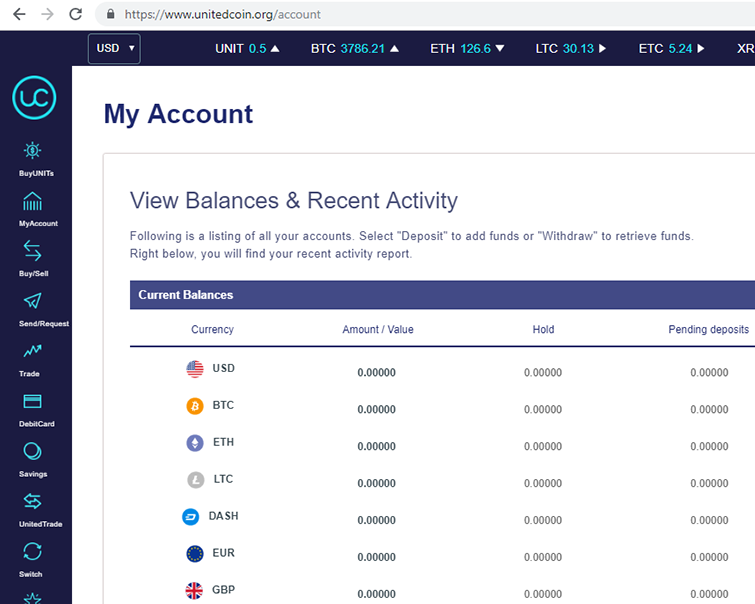 https://www.unitedcoin.org/account
USD ▼ UNIT 0.5 ▲ BTC 3786.21 ▲ ETH 126.6 ▼ LTC 30.13 ▶ ETC 5.24 ▶ XR
UC
BuyUNITs
MyAccount
Buy/Sell
Send/Request
Trade
DebitCard
Savings
UnitedTrade
Switch
My Account
View Balances & Recent Activity
Following is a listing of all your accounts. Select "Deposit" to add funds or "Withdraw" to retrieve funds.
Right below, you will find your recent activity report.
Current Balances
Currency Amount / Value Hold Pending deposits
USD 0.00000 0.00000 0.00000
BTC 0.00000 0.00000 0.00000
ETH 0.00000 0.00000 0.00000
LTC 0.00000 0.00000 0.00000
DASH 0.00000 0.00000 0.00000
EUR 0.00000 0.00000 0.00000
GBP 0.00000 0.00000 0.00000